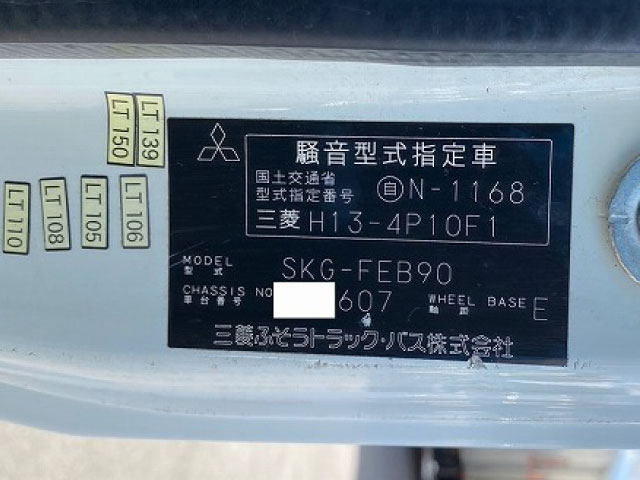 LT 139
LT 150
LT 106
LT 105
LT 108
LT 110
騒音型式指定車
国土交通省
型式指定番号 自N-1168
三菱 H13-4P10F1
MODEL SKG-FEB90
型式
CHASSIS NO 607 WHEEL BASE E
車台番号 軸距
三菱ふそうトラック・バス株式会社